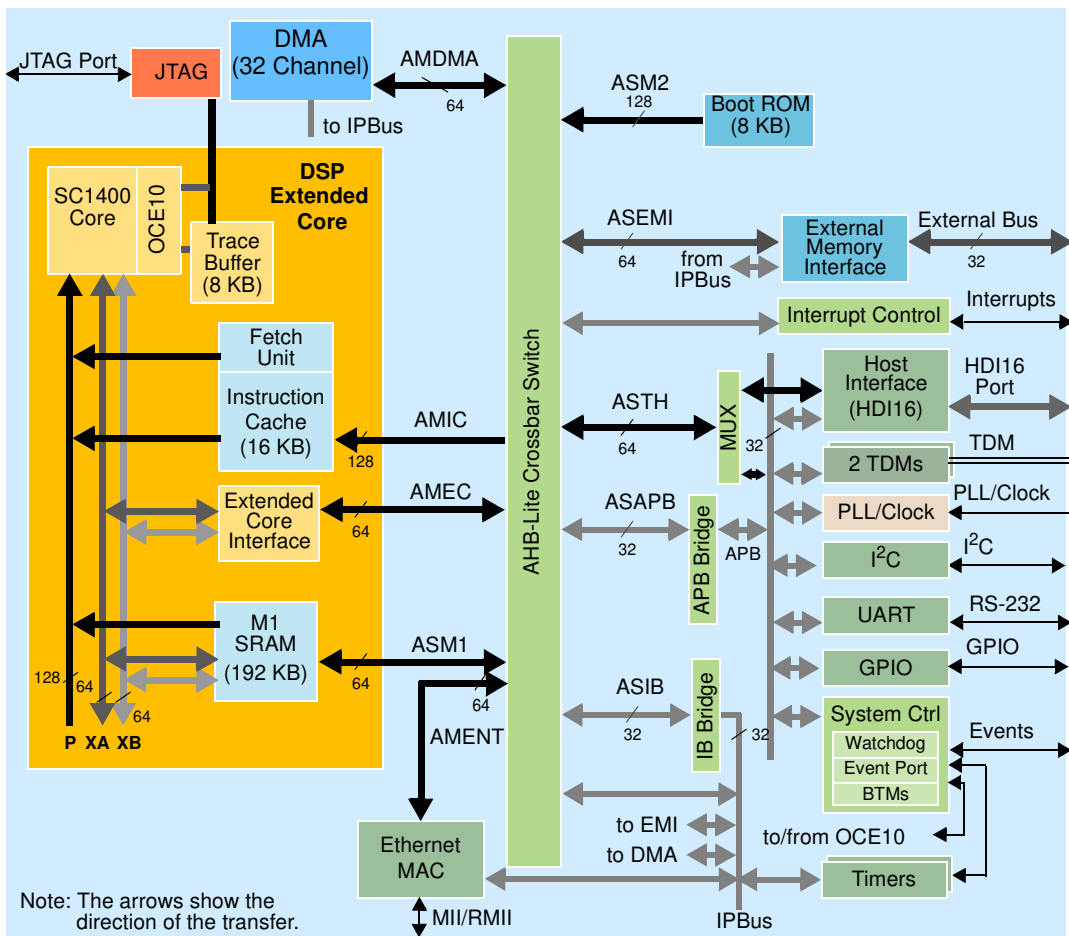 JTAG Port
JTAG
DMA
(32 Channel)
AMDMA
64
to IPBus
ASM2
128
Boot ROM
(8 KB)
DSP
Extended
Core
SC1400
Core
OCE10
Trace
Buffer
(8 KB)
AHB-Lite Crossbar Switch
ASEMI
64
from
IPBus
External
Memory
Interface
External Bus
32
Interrupt Control
Interrupts
Fetch
Unit
Instruction
Cache
(16 KB)
AMIC
128
ASTH
64
MUX
32
Host
Interface
(HDI16)
HDI16
Port
2 TDMs
TDM
Extended
Core
Interface
AMEC
64
ASAPB
32
APB Bridge
APB
PLL/Clock
PLL/Clock
I2C
I2C
UART
RS-232
GPIO
GPIO
M1
SRAM
(192 KB)
ASM1
64
64
AMENT
128
64
64
P
XA
XB
ASIB
32
IB Bridge
32
System Ctrl
Watchdog
Event Port
BTMs
Events
to EMI
to DMA
to/from OCE10
Ethernet
MAC
Timers
MII/RMII
IPBus
Note: The arrows show the
direction of the transfer.